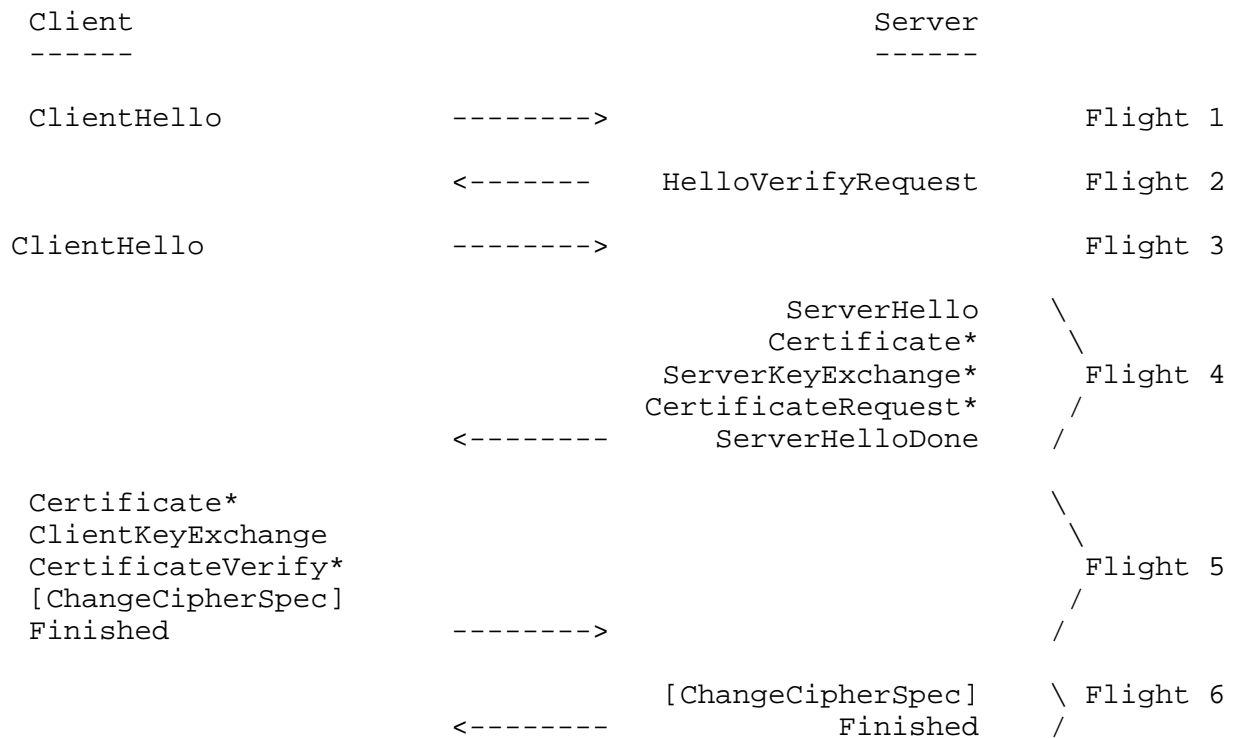 Client                                   Server
------                                   ------
ClientHello             -------->                           Flight 1
                        <-------    HelloVerifyRequest      Flight 2
ClientHello             -------->                           Flight 3
                                           ServerHello    \
                                          Certificate*     \
                                    ServerKeyExchange*      Flight 4
                                   CertificateRequest*     /
                        <--------      ServerHelloDone    /
Certificate*                                              \
ClientKeyExchange                                          \
CertificateVerify*                                          Flight 5
[ChangeCipherSpec]                                         /
Finished                -------->                         /
                                    [ChangeCipherSpec]    \ Flight 6
                        <--------             Finished    /